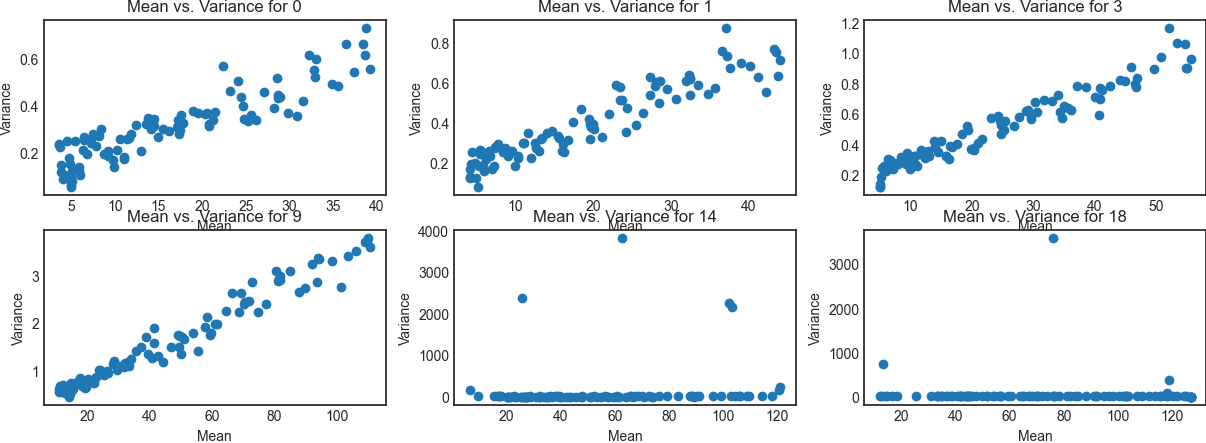 Mean vs. Variance for 0
Mean vs. Variance for 1
Mean vs. Variance for 3
Variance
0.6
0.4
0.2
5 10 15 20 25 30 35 40
Mean
Variance
0.8
0.6
0.4
0.2
10 20 30 40
Mean
Variance
1.2
1.0
0.8
0.6
0.4
0.2
10 20 30 40 50
Mean
Mean vs. Variance for 9
Mean vs. Variance for 14
Mean vs. Variance for 18
Variance
3
2
1
20 40 60 80 100
Mean
Variance
4000
3000
2000
1000
0
20 40 60 80 100 120
Mean
Variance
3000
2000
1000
0
20 40 60 80 100 120
Mean